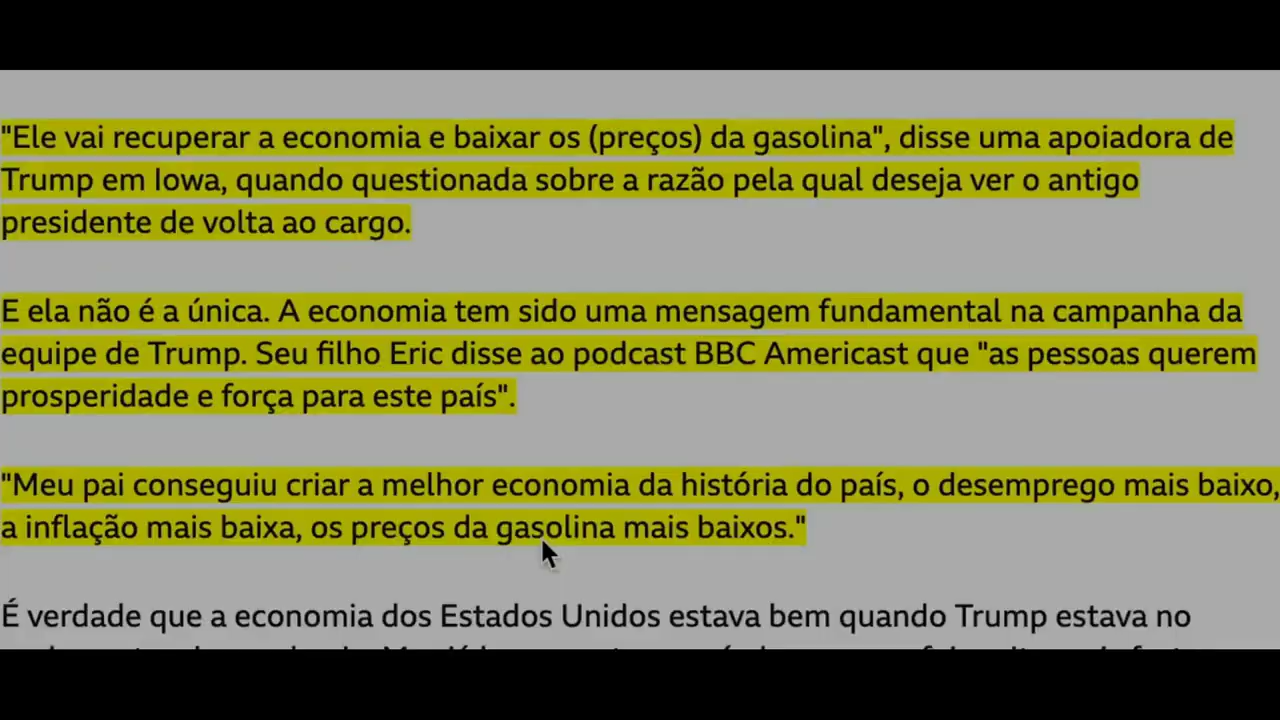 "Ele vai recuperar a economia e baixar os (preços) da gasolina", disse uma apoiadora de
Trump em Iowa, quando questionada sobre a razão pela qual deseja ver o antigo
presidente de volta ao cargo.
E ela não é a única. A economia tem sido uma mensagem fundamental na campanha da
equipe de Trump. Seu filho Eric disse ao podcast BBC Americast que "as pessoas querem
prosperidade e força para este país".
"Meu pai conseguiu criar a melhor economia da história do país, o desemprego mais baixo,
a inflação mais baixa, os preços da gasolina mais baixos."
É verdade que a economia dos Estados Unidos estava bem quando Trump estava no